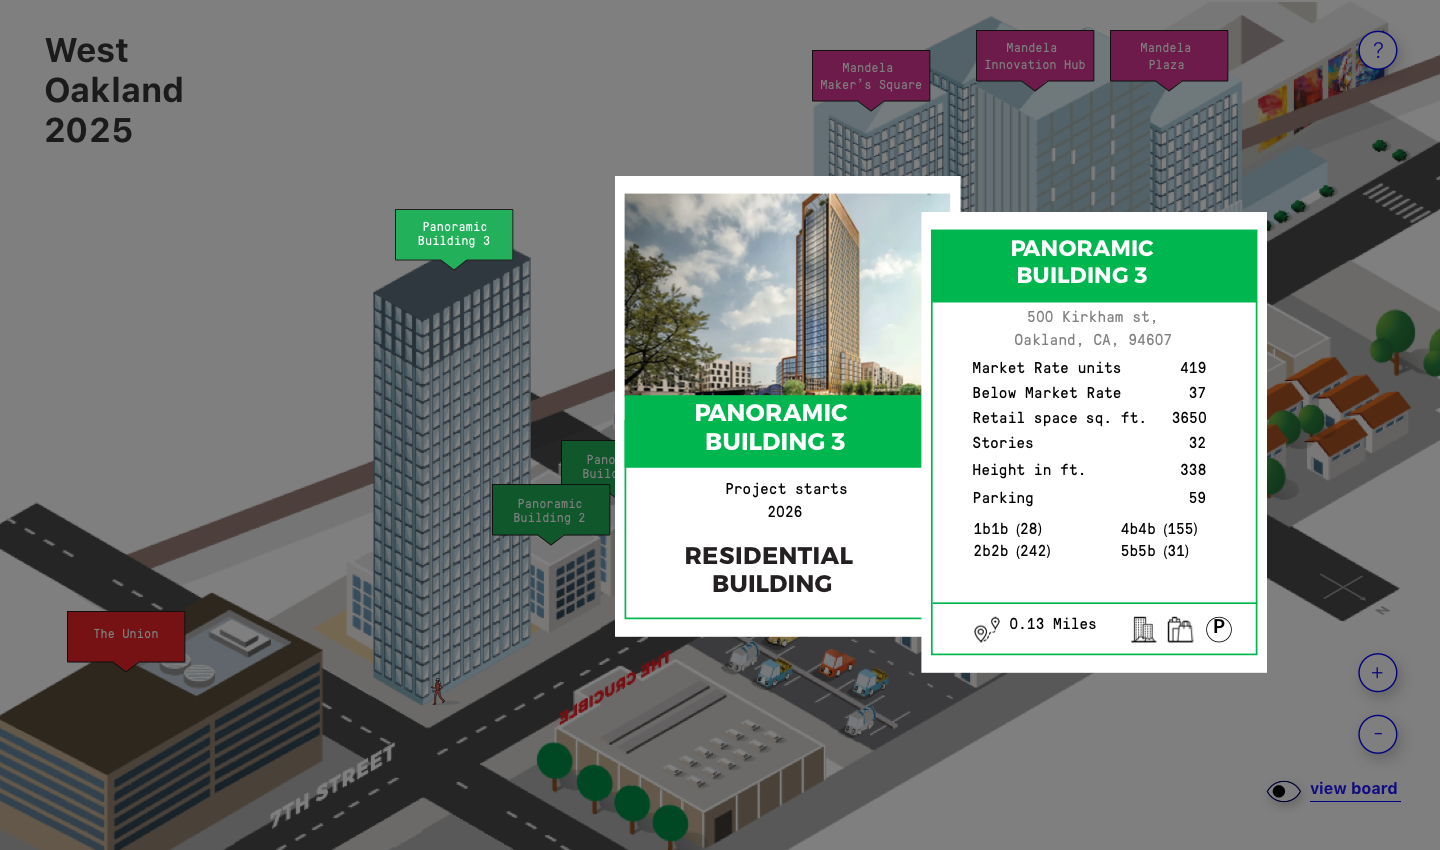 West
Oakland
2025
Mandela
Maker's Square
Mandela
Innovation Hub
Mandela
Plaza
?
Panoramic
Building 3
Pano
Build
Panoramic
Building 2
The Union
7TH STREET
THE CRUCIBLE
PANORAMIC
BUILDING 3
Project starts
2026
RESIDENTIAL
BUILDING
PANORAMIC
BUILDING 3
500 Kirkham st,
Oakland, CA, 94607
Market Rate units 419
Below Market Rate 37
Retail space sq. ft. 3650
Stories 32
Height in ft. 338
Parking 59
1b1b (28) 4b4b (155)
2b2b (242) 5b5b (31)
0.13 Miles
P
N
+
-
view board